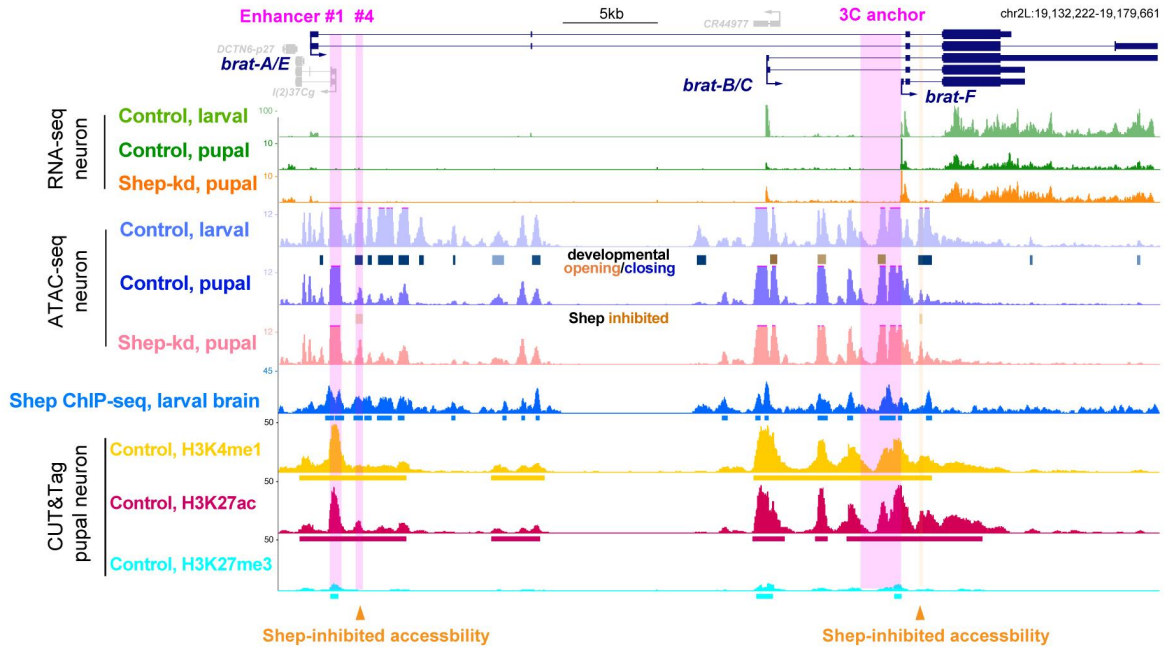 Enhancer #1 #4
5kb
CR44977
3C anchor
chr2L:19,132,222-19,179,661
DCTN6-p27
brat-A/E
l(2)37Cg
brat-B/C
brat-F
RNA-seq
neuron
Control, larval
100
Control, pupal
10
Shep-kd, pupal
10
ATAC-seq
neuron
Control, larval
12
developmental
opening/closing
Control, pupal
12
Shep inhibited
Shep-kd, pupal
12
45
Shep ChIP-seq, larval brain
50
CUT&Tag
pupal neuron
Control, H3K4me1
50
Control, H3K27ac
50
Control, H3K27me3
Shep-inhibited accessbility
Shep-inhibited accessbility